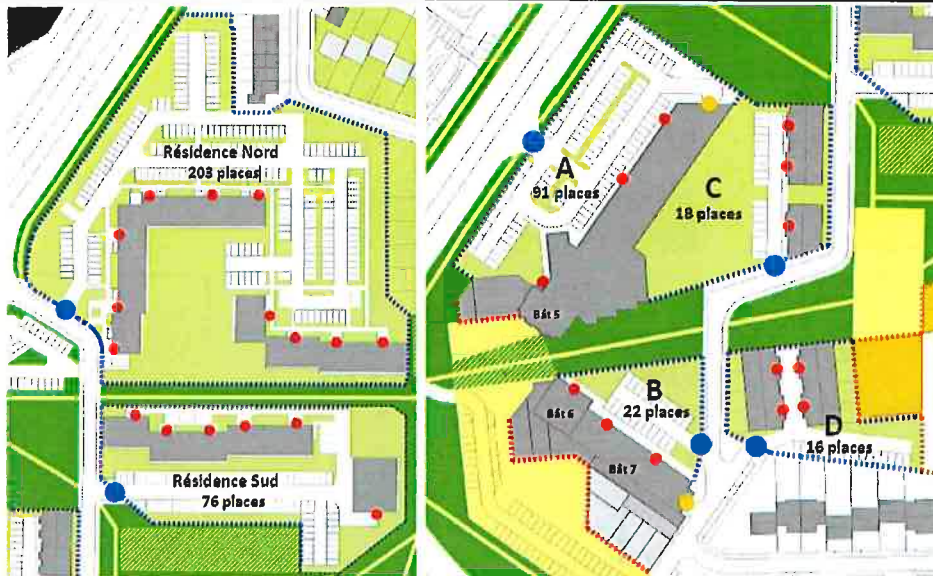 Résidence Nord
203 places
Résidence Sud
76 places
A
91 places
C
18 places
Bât 5
B
22 places
Bât 6
Bât 7
D
16 places